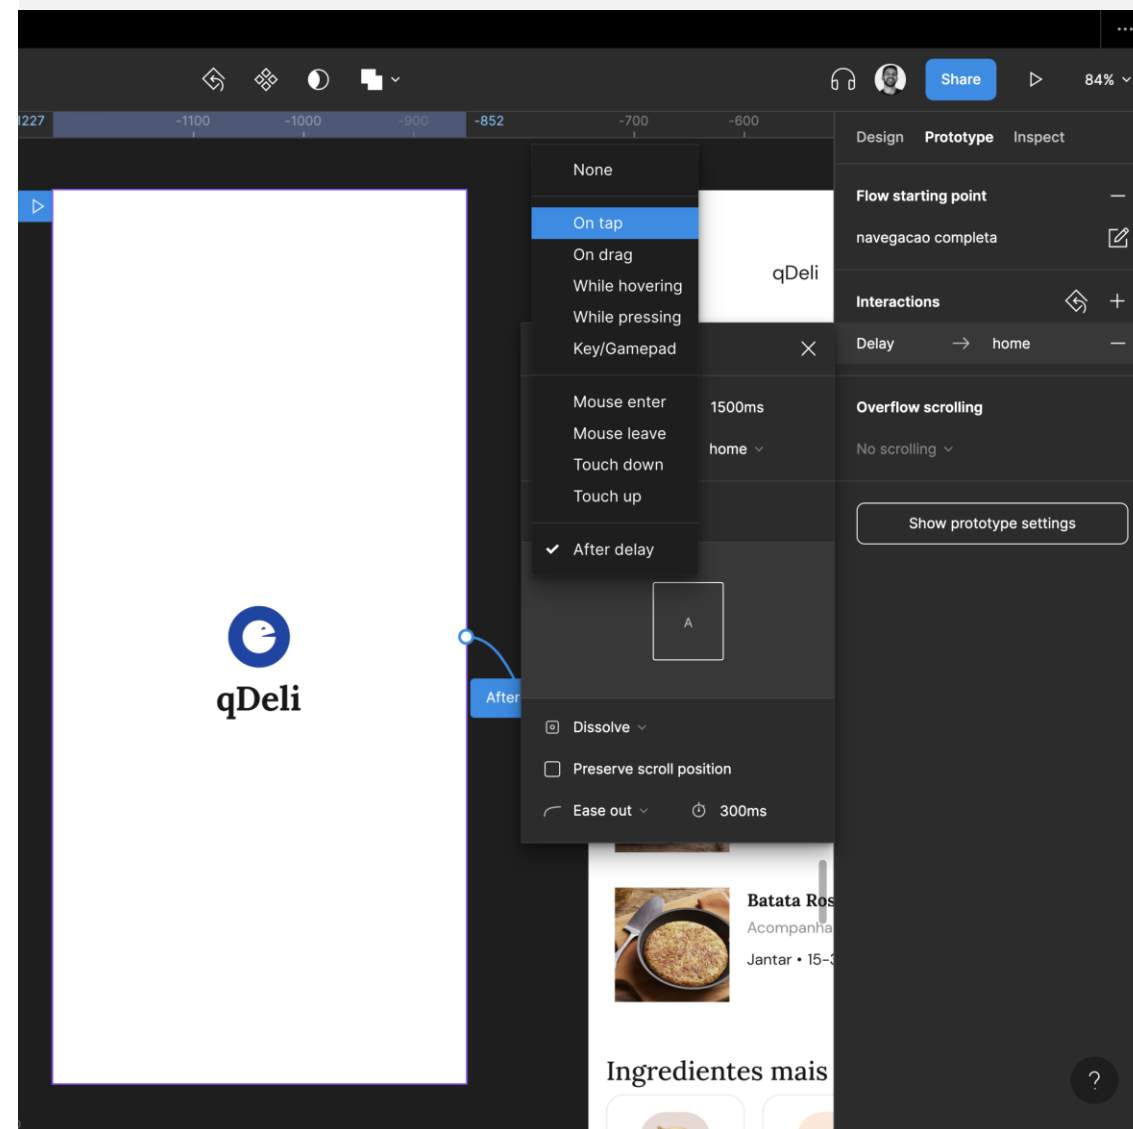 Share
84%
1227
-1100
-1000
-900
-852
-700
-600
Design
Prototype
Inspect
Flow starting point
navegacao completa
Interactions
Delay
home
Overflow scrolling
No scrolling
Show prototype settings
None
On tap
On drag
While hovering
While pressing
Key/Gamepad
Mouse enter
Mouse leave
Touch down
Touch up
After delay
1500ms
home
A
Dissolve
Preserve scroll position
Ease out
300ms
qDeli
After
qDeli
Batata Ros
Acompanha
Jantar • 15-3
Ingredientes mais
?